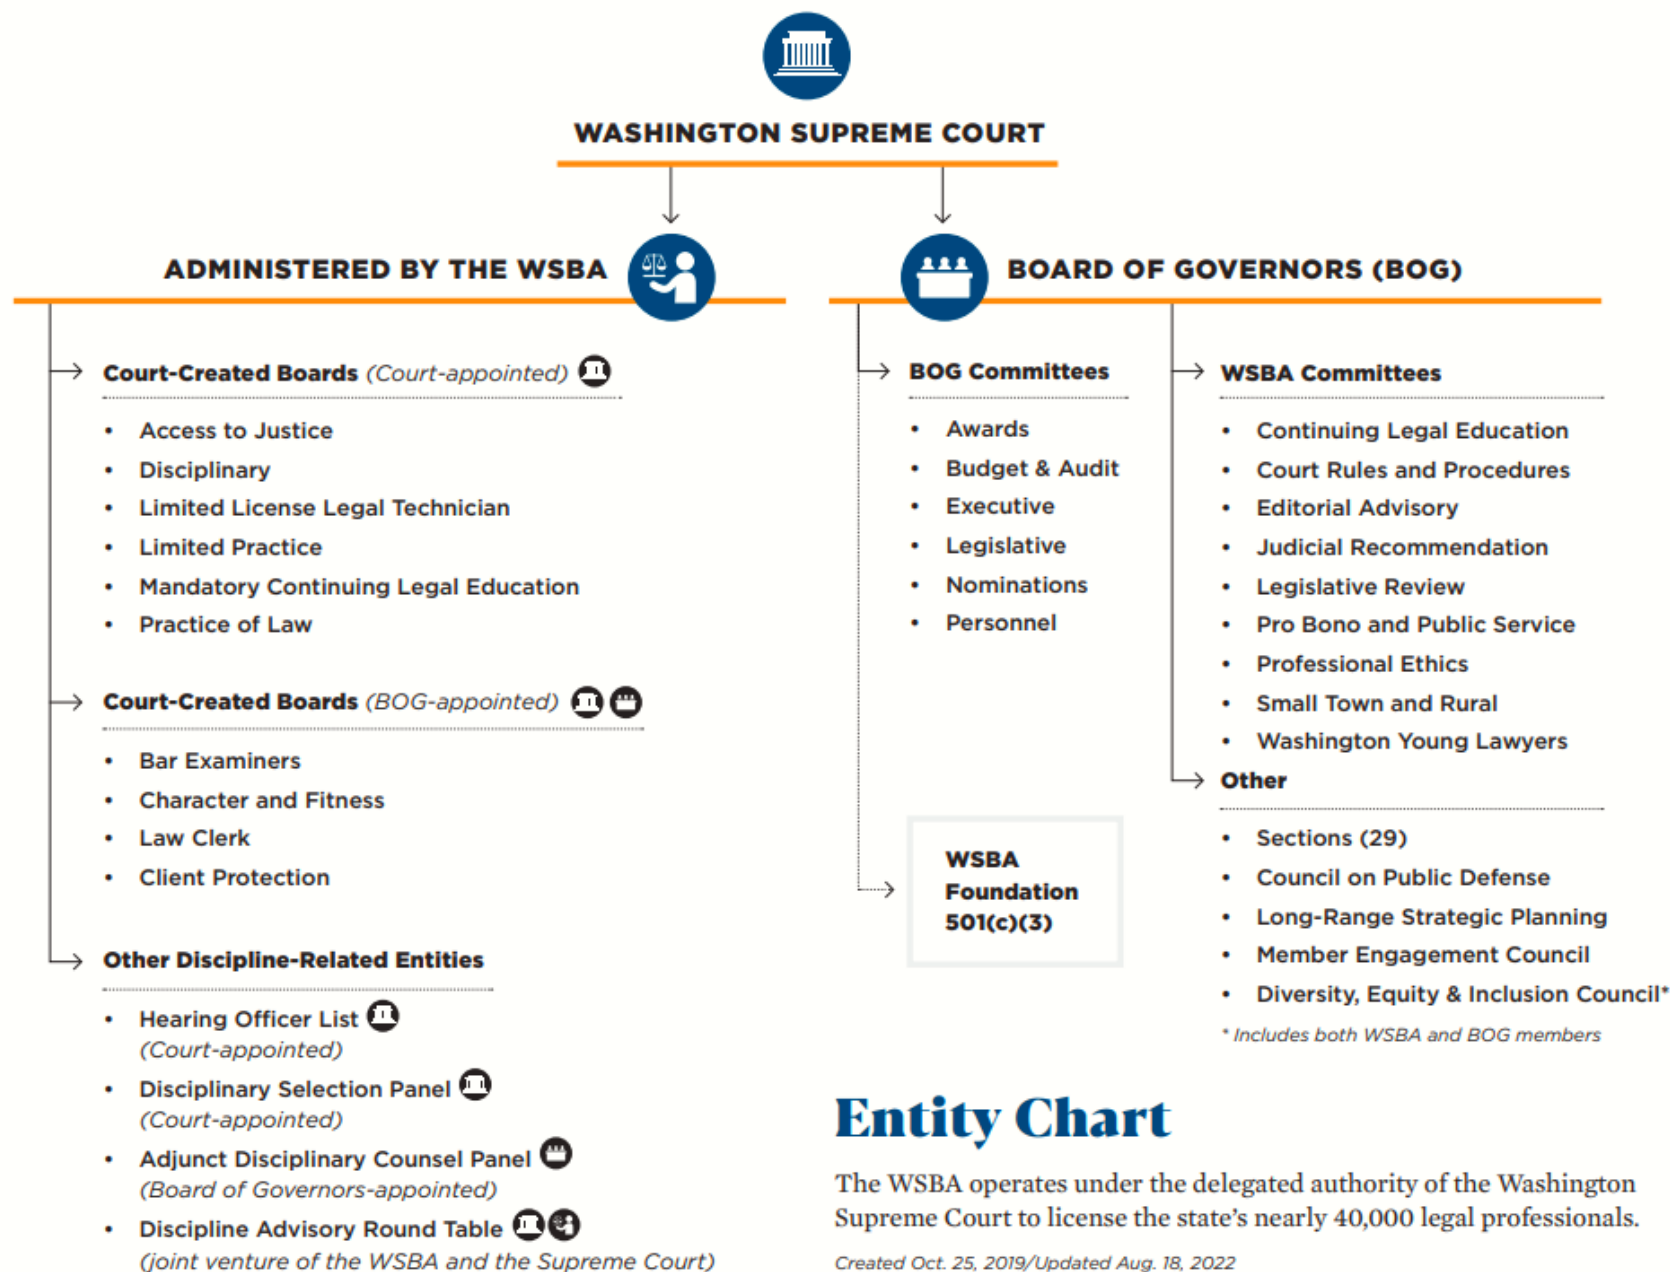 WASHINGTON SUPREME COURT
ADMINISTERED BY THE WSBA
Court-Created Boards (Court-appointed)
• Access to Justice
• Disciplinary
• Limited License Legal Technician
• Limited Practice
• Mandatory Continuing Legal Education
• Practice of Law
Court-Created Boards (BOG-appointed)
• Bar Examiners
• Character and Fitness
• Law Clerk
• Client Protection
Other Discipline-Related Entities
• Hearing Officer List
(Court-appointed)
• Disciplinary Selection Panel
(Court-appointed)
• Adjunct Disciplinary Counsel Panel
(Board of Governors-appointed)
• Discipline Advisory Round Table
(joint venture of the WSBA and the Supreme Court)
BOARD OF GOVERNORS (BOG)
BOG Committees
• Awards
• Budget & Audit
• Executive
• Legislative
• Nominations
• Personnel
WSBA
Foundation
501(c)(3)
WSBA Committees
• Continuing Legal Education
• Court Rules and Procedures
• Editorial Advisory
• Judicial Recommendation
• Legislative Review
• Pro Bono and Public Service
• Professional Ethics
• Small Town and Rural
• Washington Young Lawyers
Other
• Sections (29)
• Council on Public Defense
• Long-Range Strategic Planning
• Member Engagement Council
• Diversity, Equity & Inclusion Council*
* Includes both WSBA and BOG members
Entity Chart
The WSBA operates under the delegated authority of the Washington
Supreme Court to license the state's nearly 40,000 legal professionals.
Created Oct. 25, 2019/Updated Aug. 18, 2022